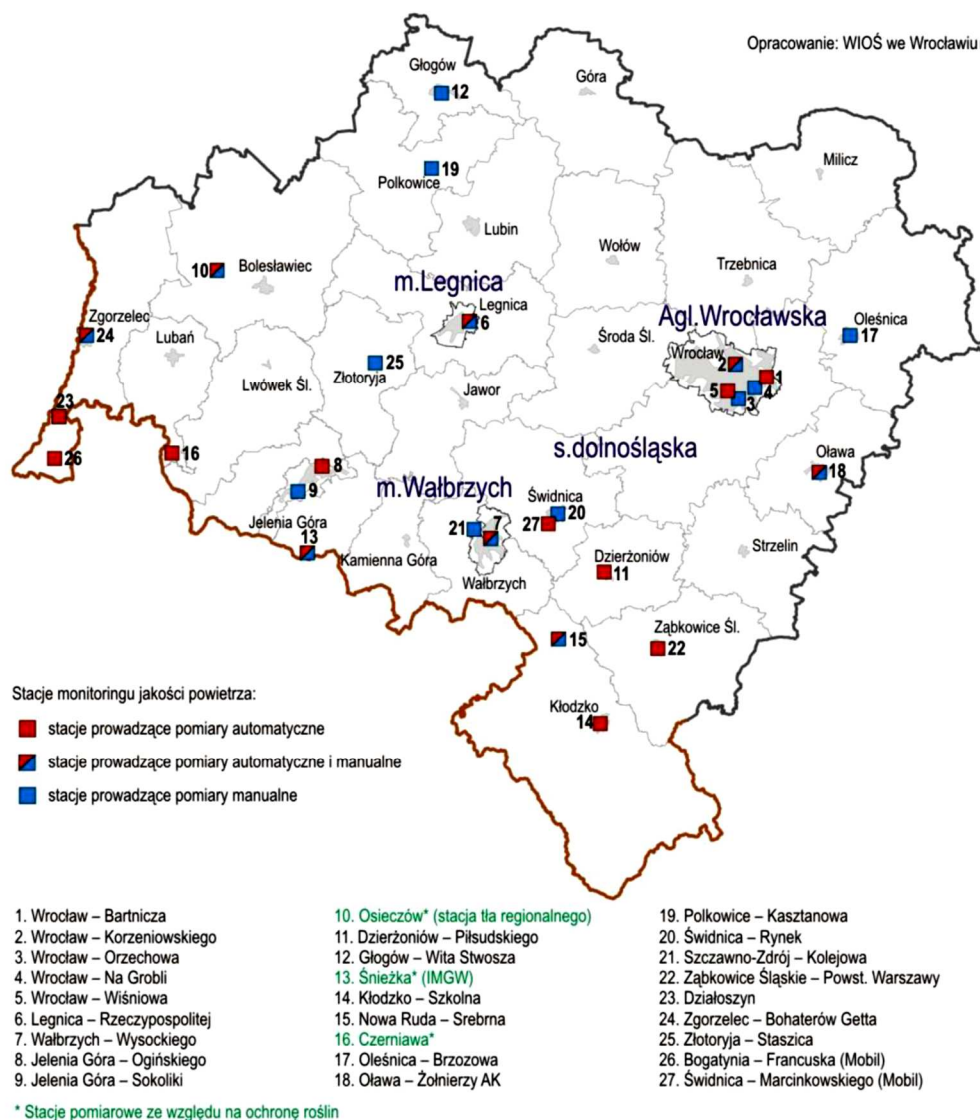 Opracowanie: WIOŚ we Wrocławiu
Głogów
12
Góra
Milicz
19
Polkowice
Lubin
Wołów
Trzebnica
10
Bolesławiec
m.Legnica
Legnica
6
Agl.Wrocławska
Zgorzelec
24
Lubań
Oleśnica
17
Środa Śl.
Wrocław
2
1
5
4
3
25
Złotoryja
Lwówek Śl.
Jawor
23
26
16
8
9
Jelenia Góra
13
s.dolnośląska
Oława
18
m.Wałbrzych
Świdnica
20
27
21
7
Kamienna Góra
Wałbrzych
Dzierżoniów
11
Strzelin
15
Ząbkowice Śl.
22
Kłodzko
14
Stacje monitoringu jakości powietrza:
stacje prowadzące pomiary automatyczne
stacje prowadzące pomiary automatyczne i manualne
stacje prowadzące pomiary manualne
1. Wrocław – Bartnicza
2. Wrocław – Korzeniowskiego
3. Wrocław – Orzechowa
4. Wrocław – Na Grobli
5. Wrocław – Wiśniowa
6. Legnica – Rzeczypospolitej
7. Wałbrzych – Wysockiego
8. Jelenia Góra – Ogińskiego
9. Jelenia Góra – Sokoliki
10. Osieczów* (stacja tła regionalnego)
11. Dzierżoniów – Piłsudskiego
12. Głogów – Wita Stwosza
13. Śnieżka* (IMGW)
14. Kłodzko – Szkolna
15. Nowa Ruda – Srebrna
16. Czerniawa*
17. Oleśnica – Brzozowa
18. Oława – Żołnierzy AK
19. Polkowice – Kasztanowa
20. Świdnica – Rynek
21. Szczawno-Zdrój – Kolejowa
22. Ząbkowice Śląskie – Powst. Warszawy
23. Działoszyn
24. Zgorzelec – Bohaterów Getta
25. Złotoryja – Staszica
26. Bogatynia – Francuska (Mobil)
27. Świdnica – Marcinkowskiego (Mobil)
* Stacje pomiarowe ze względu na ochronę roślin